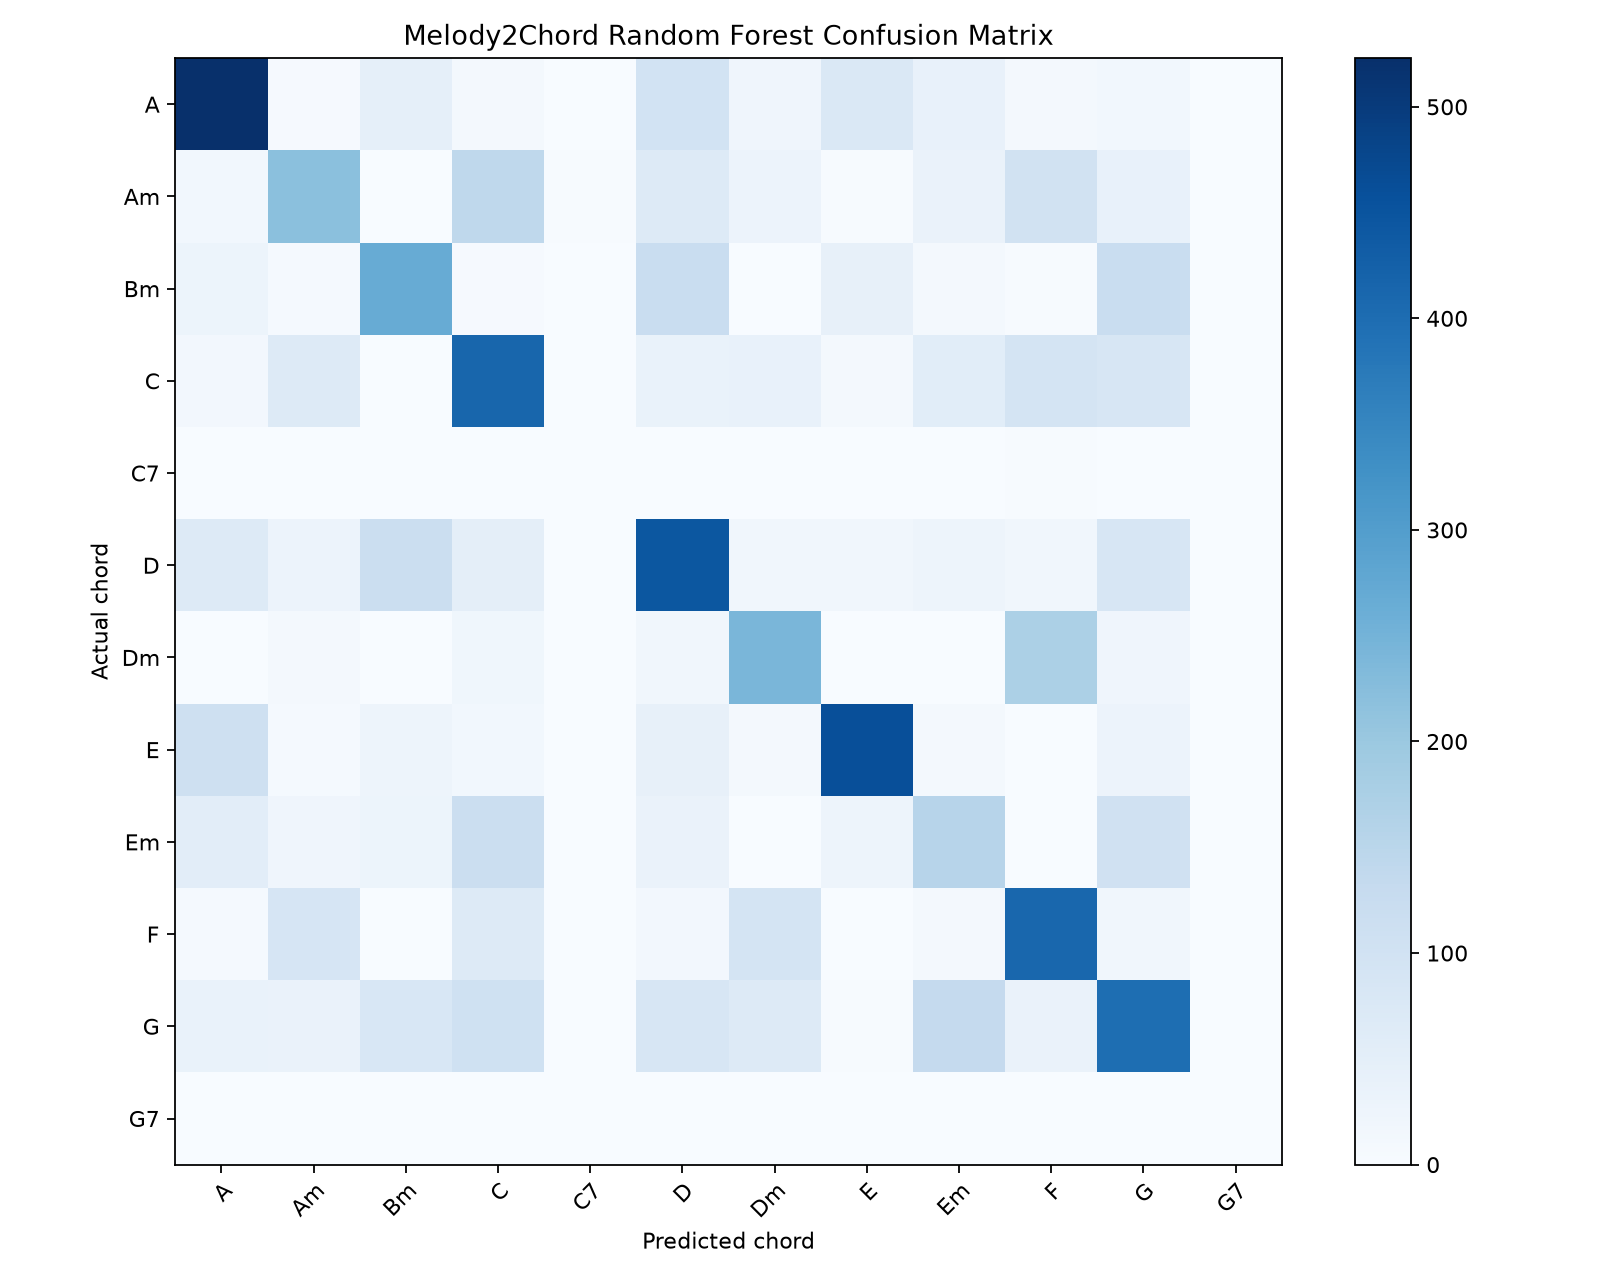 Melody2Chord Random Forest Confusion Matrix
Actual chord
A
Am
Bm
C
C7
D
Dm
E
Em
F
G
G7
A Am Bm C C7 D Dm E Em F G G7
Predicted chord
500
400
300
200
100
0